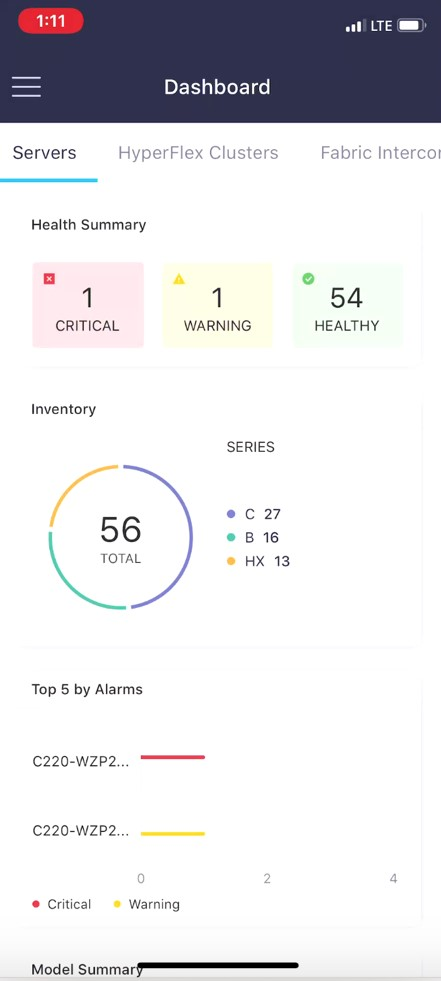 1:11
LTE
Dashboard
Servers
HyperFlex Clusters
Fabric Interco
Health Summary
1
CRITICAL
1
WARNING
54
HEALTHY
Inventory
SERIES
56
TOTAL
C 27
B 16
HX 13
Top 5 by Alarms
C220-WZP2...
C220-WZP2...
0 2 4
Critical Warning
Model Summary